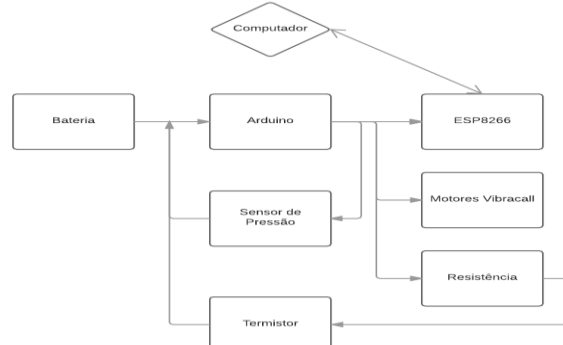 Computador
Bateria
Arduino
ESP8266
Sensor de
Pressão
Motores Vibracall
Resistência
Termistor